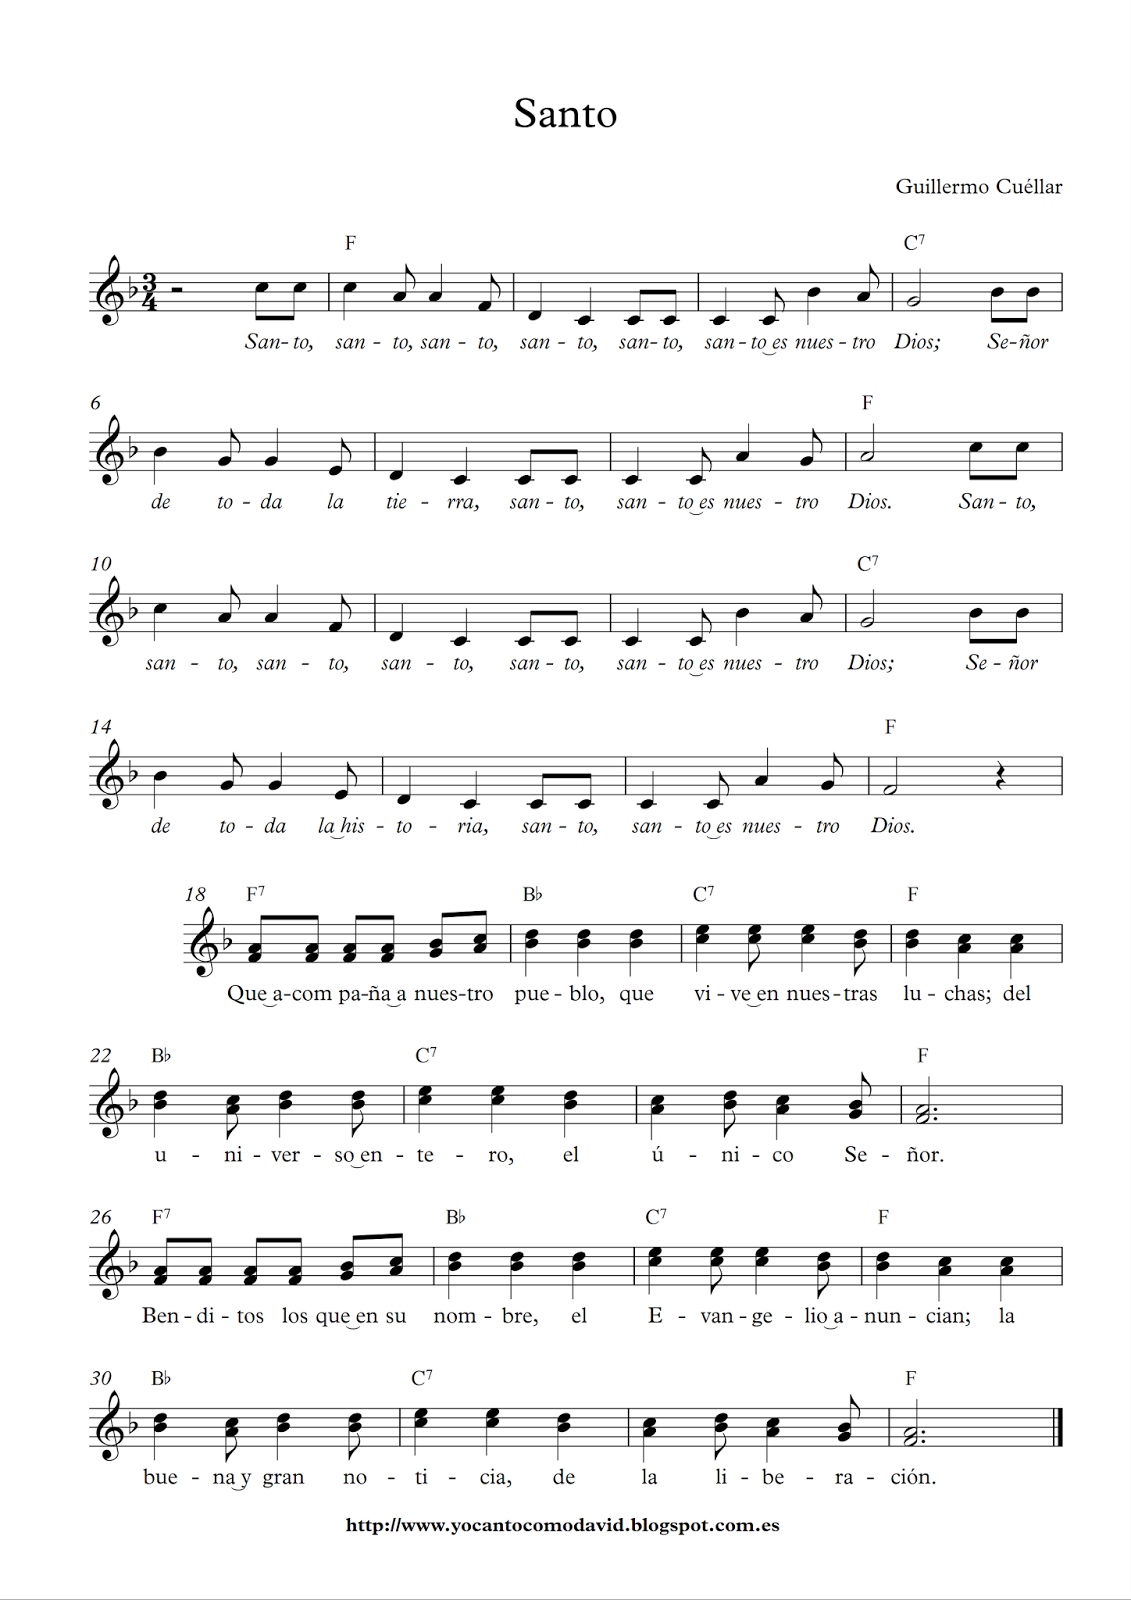 Santo
Guillermo Cuéllar
F C7
3
4
San- to, san - to, san - to, san - to, san- to, san - to es nues - tro Dios; Se-ñor
6 F
de to - da la tie - rra, san - to, san - to es nues - tro Dios. San - to,
10 C7
san - to, san - to, san - to, san - to, san - to es nues - tro Dios; Se - ñor
14 F
de to - da la his - to - ria, san - to, san - to es nues - tro Dios.
18 F7 B♭ C7 F
Que a-com pa-ña a nues-tro pue - blo, que vi - ve en nues-tras lu - chas; del
22 B♭ C7 F
u - ni - ver - so en - te - ro, el ú - ni - co Se - ñor.
26 F7 B♭ C7 F
Ben - di - tos los que en su nom - bre, el E - van - ge - lio a - nun - cian; la
30 B♭ C7 F
bue - na y gran no - ti - cia, de la li - be - ra - ción.
http://www.yocantocomodavid.blogspot.com.es